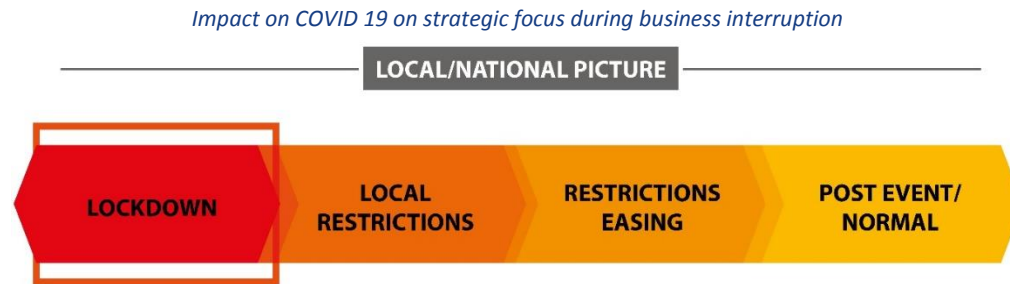 Impact on COVID 19 on strategic focus during business interruption
LOCAL/NATIONAL PICTURE
LOCKDOWN
LOCAL
RESTRICTIONS
RESTRICTIONS
EASING
POST EVENT/
NORMAL